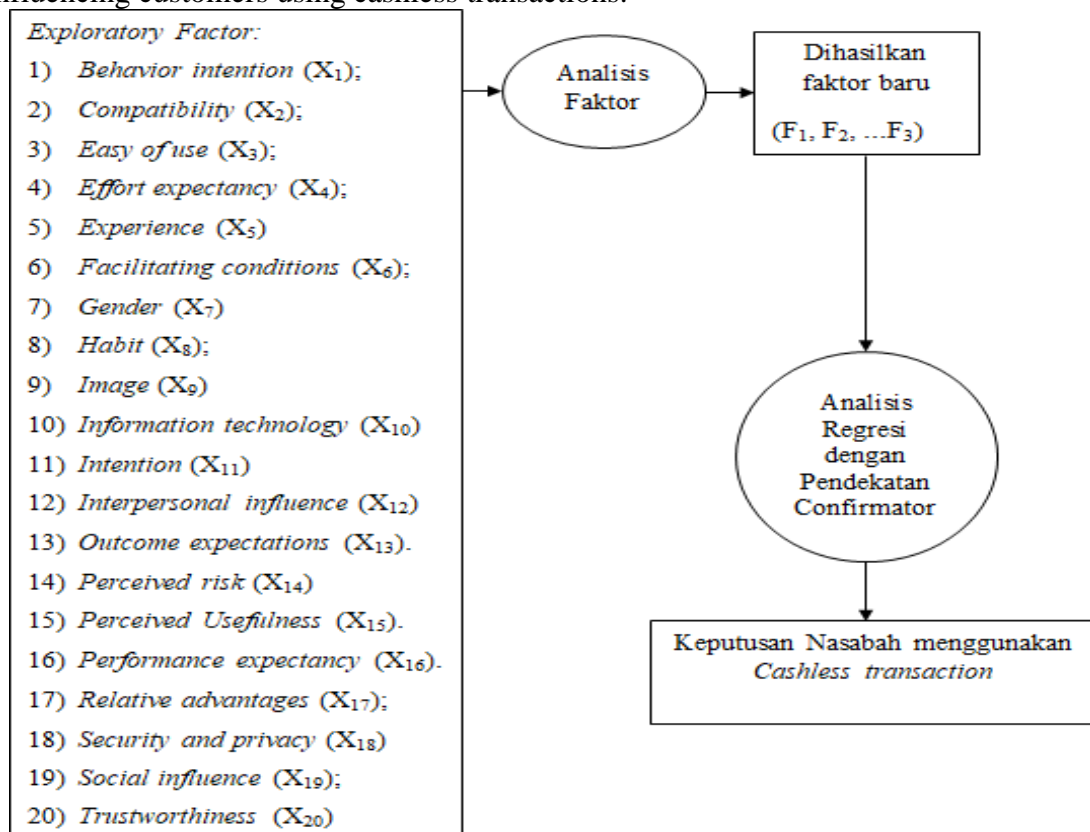 influencing customers using cashless transactions.
Exploratory Factor:
1) Behavior intention (X₁);
2) Compatibility (X₂);
3) Easy of use (X₃);
4) Effort expectancy (X₄);
5) Experience (X₅)
6) Facilitating conditions (X₆);
7) Gender (X₇)
8) Habit (X₈);
9) Image (X₉)
10) Information technology (X₁₀)
11) Intention (X₁₁)
12) Interpersonal influence (X₁₂)
13) Outcome expectations (X₁₃).
14) Perceived risk (X₁₄)
15) Perceived Usefulness (X₁₅).
16) Performance expectancy (X₁₆).
17) Relative advantages (X₁₇);
18) Security and privacy (X₁₈)
19) Social influence (X₁₉);
20) Trustworthiness (X₂₀)
Analisis
Faktor
Dihasilkan
faktor baru
(F₁, F₂, ...F₃)
Analisis
Regresi
dengan
Pendekatan
Confirmator
Keputusan Nasabah menggunakan
Cashless transaction